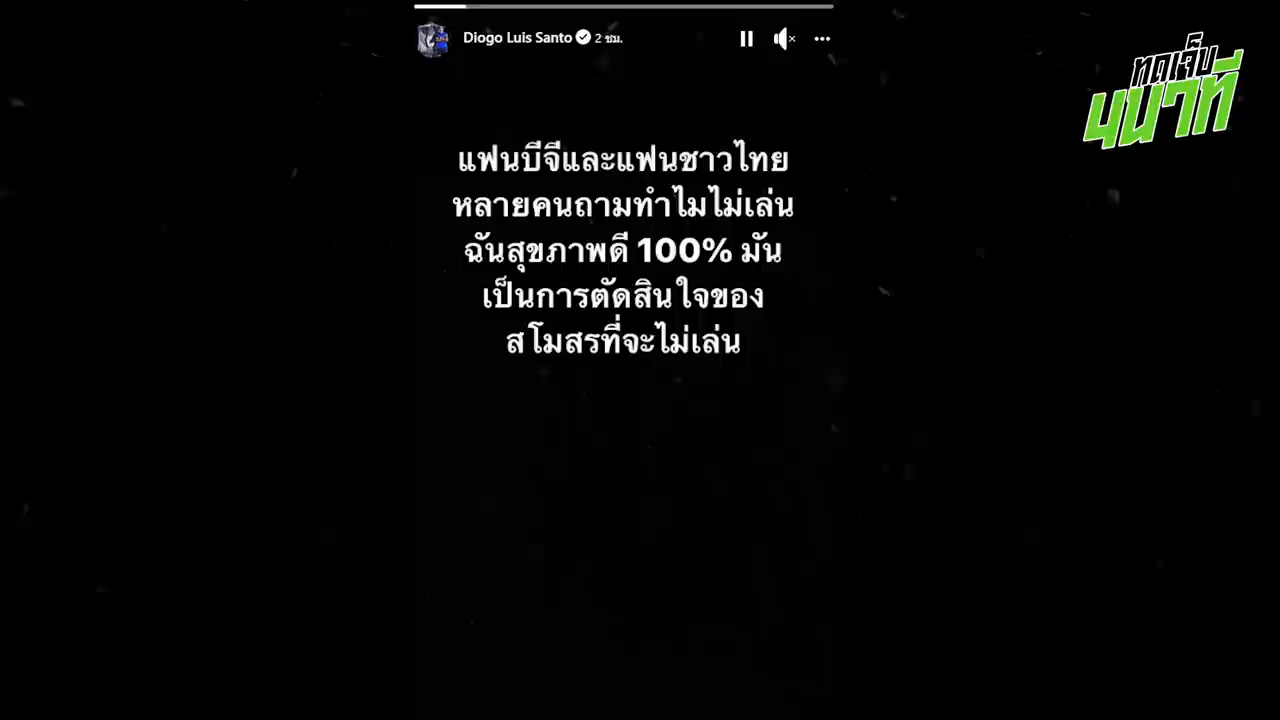 Diogo Luis Santo 2 ชม.
ทดเจ็บ
4นาที
แฟนบีจีและแฟนชาวไทย
หลายคนถามทำไมไม่เล่น
ฉันสุขภาพดี 100% มัน
เป็นการตัดสินใจของ
สโมสรที่จะไม่เล่น